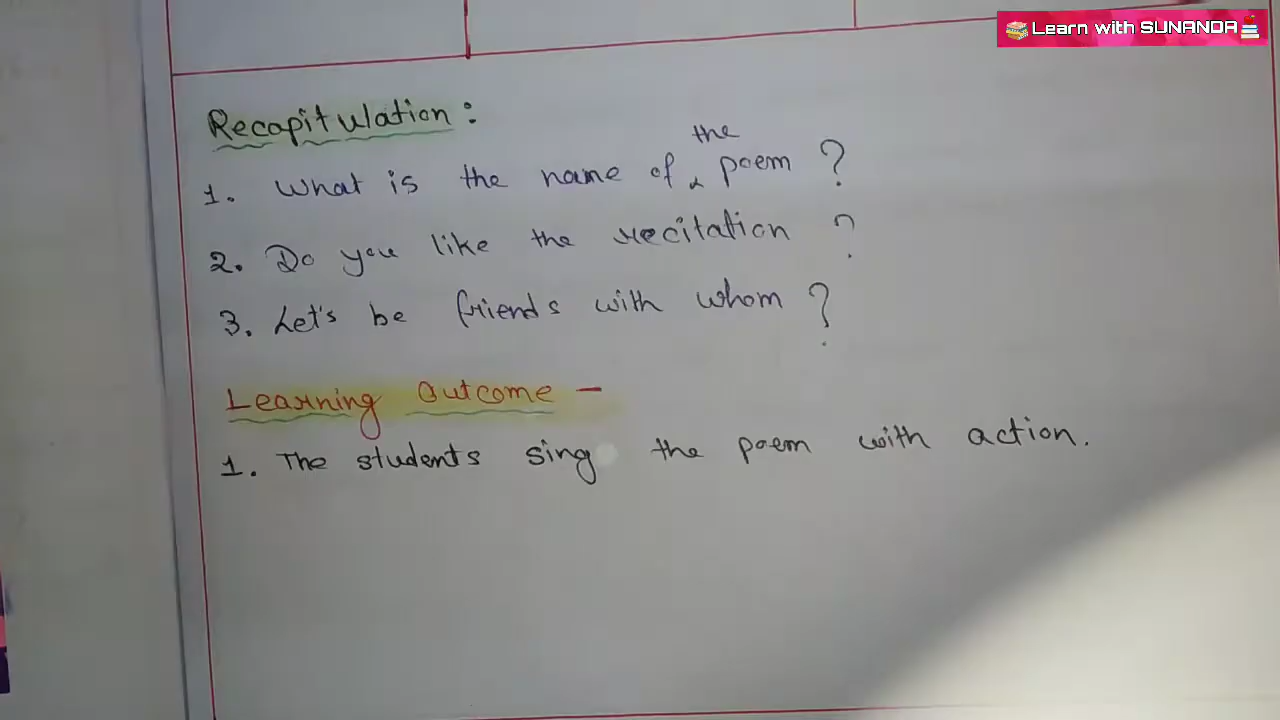 Learn with SUNANDA
Recapitulation:
1. What is the name of the poem ?
2. Do you like the recitation ?
3. Let's be friends with whom ?
Learning Outcome -
1. The students sing the poem with action.